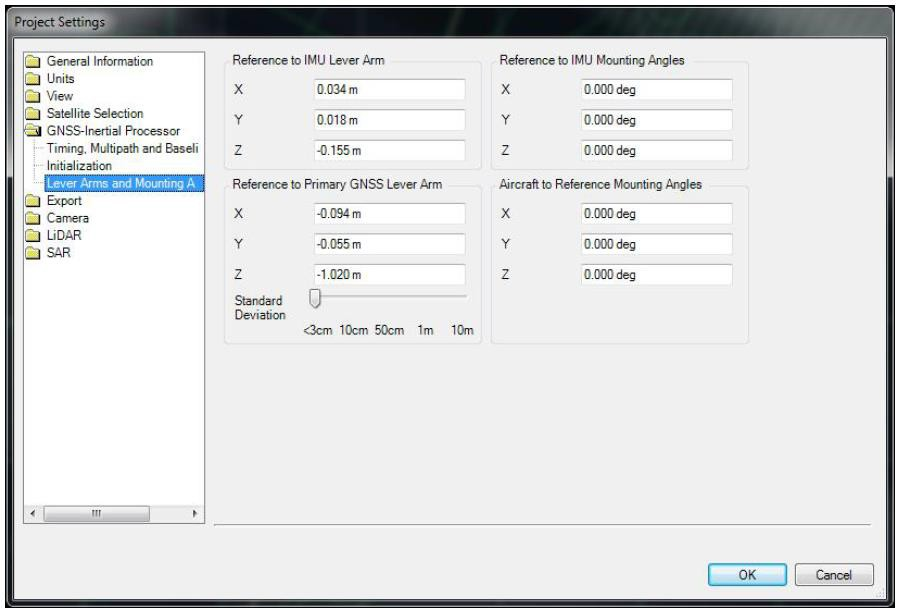 Project Settings
General Information
Units
View
Satellite Selection
GNSS-Inertial Processor
Timing, Multipath and Baseli
Initialization
Lever Arms and Mounting A
Export
Camera
LiDAR
SAR
Reference to IMU Lever Arm
X 0.034 m
Y 0.018 m
Z -0.155 m
Reference to IMU Mounting Angles
X 0.000 deg
Y 0.000 deg
Z 0.000 deg
Reference to Primary GNSS Lever Arm
X -0.094 m
Y -0.055 m
Z -1.020 m
Standard
Deviation
<3cm 10cm 50cm 1m 10m
Aircraft to Reference Mounting Angles
X 0.000 deg
Y 0.000 deg
Z 0.000 deg
OK Cancel